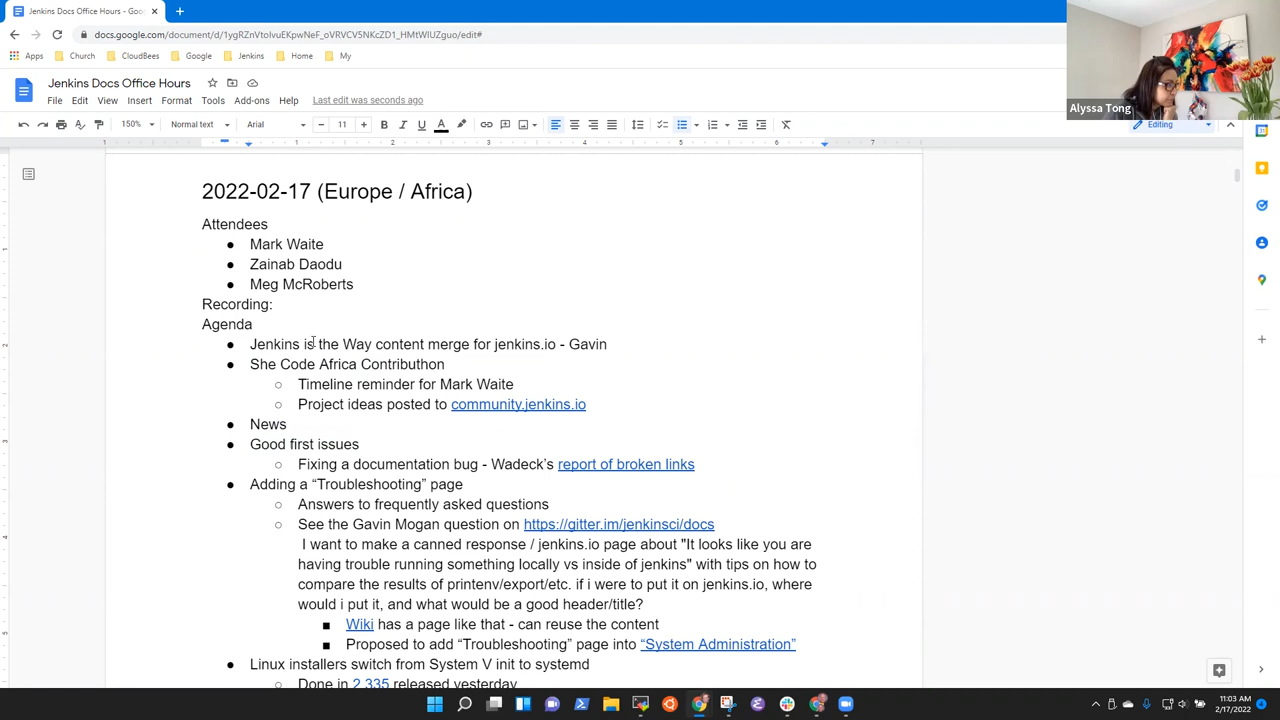 Jenkins Docs Office Hours - Goo
docs.google.com/document/d/1ygRZnVtoIvuEKpwNeF_oVRVCV5NKcZD1_HMtWIUZguo/edit#
Apps Church CloudBees Google Jenkins Home My
Jenkins Docs Office Hours
File Edit View Insert Format Tools Add-ons Help Last edit was seconds ago
150% Normal text Arial 11 Editing
Alyssa Tong
1 1 2 3 4 5 6 7
2022-02-17 (Europe / Africa)
Attendees
● Mark Waite
● Zainab Daodu
● Meg McRoberts
Recording:
Agenda
● Jenkins is the Way content merge for jenkins.io - Gavin
● She Code Africa Contributhon
○ Timeline reminder for Mark Waite
○ Project ideas posted to community.jenkins.io
● News
● Good first issues
○ Fixing a documentation bug - Wadeck’s report of broken links
● Adding a “Troubleshooting” page
○ Answers to frequently asked questions
○ See the Gavin Mogan question on https://gitter.im/jenkinsci/docs
I want to make a canned response / jenkins.io page about "It looks like you are
having trouble running something locally vs inside of jenkins" with tips on how to
compare the results of printenv/export/etc. if i were to put it on jenkins.io, where
would i put it, and what would be a good header/title?
■ Wiki has a page like that - can reuse the content
■ Proposed to add “Troubleshooting” page into “System Administration”
● Linux installers switch from System V init to systemd
Done in 2.335 released yesterday
11:03 AM
2/17/2022